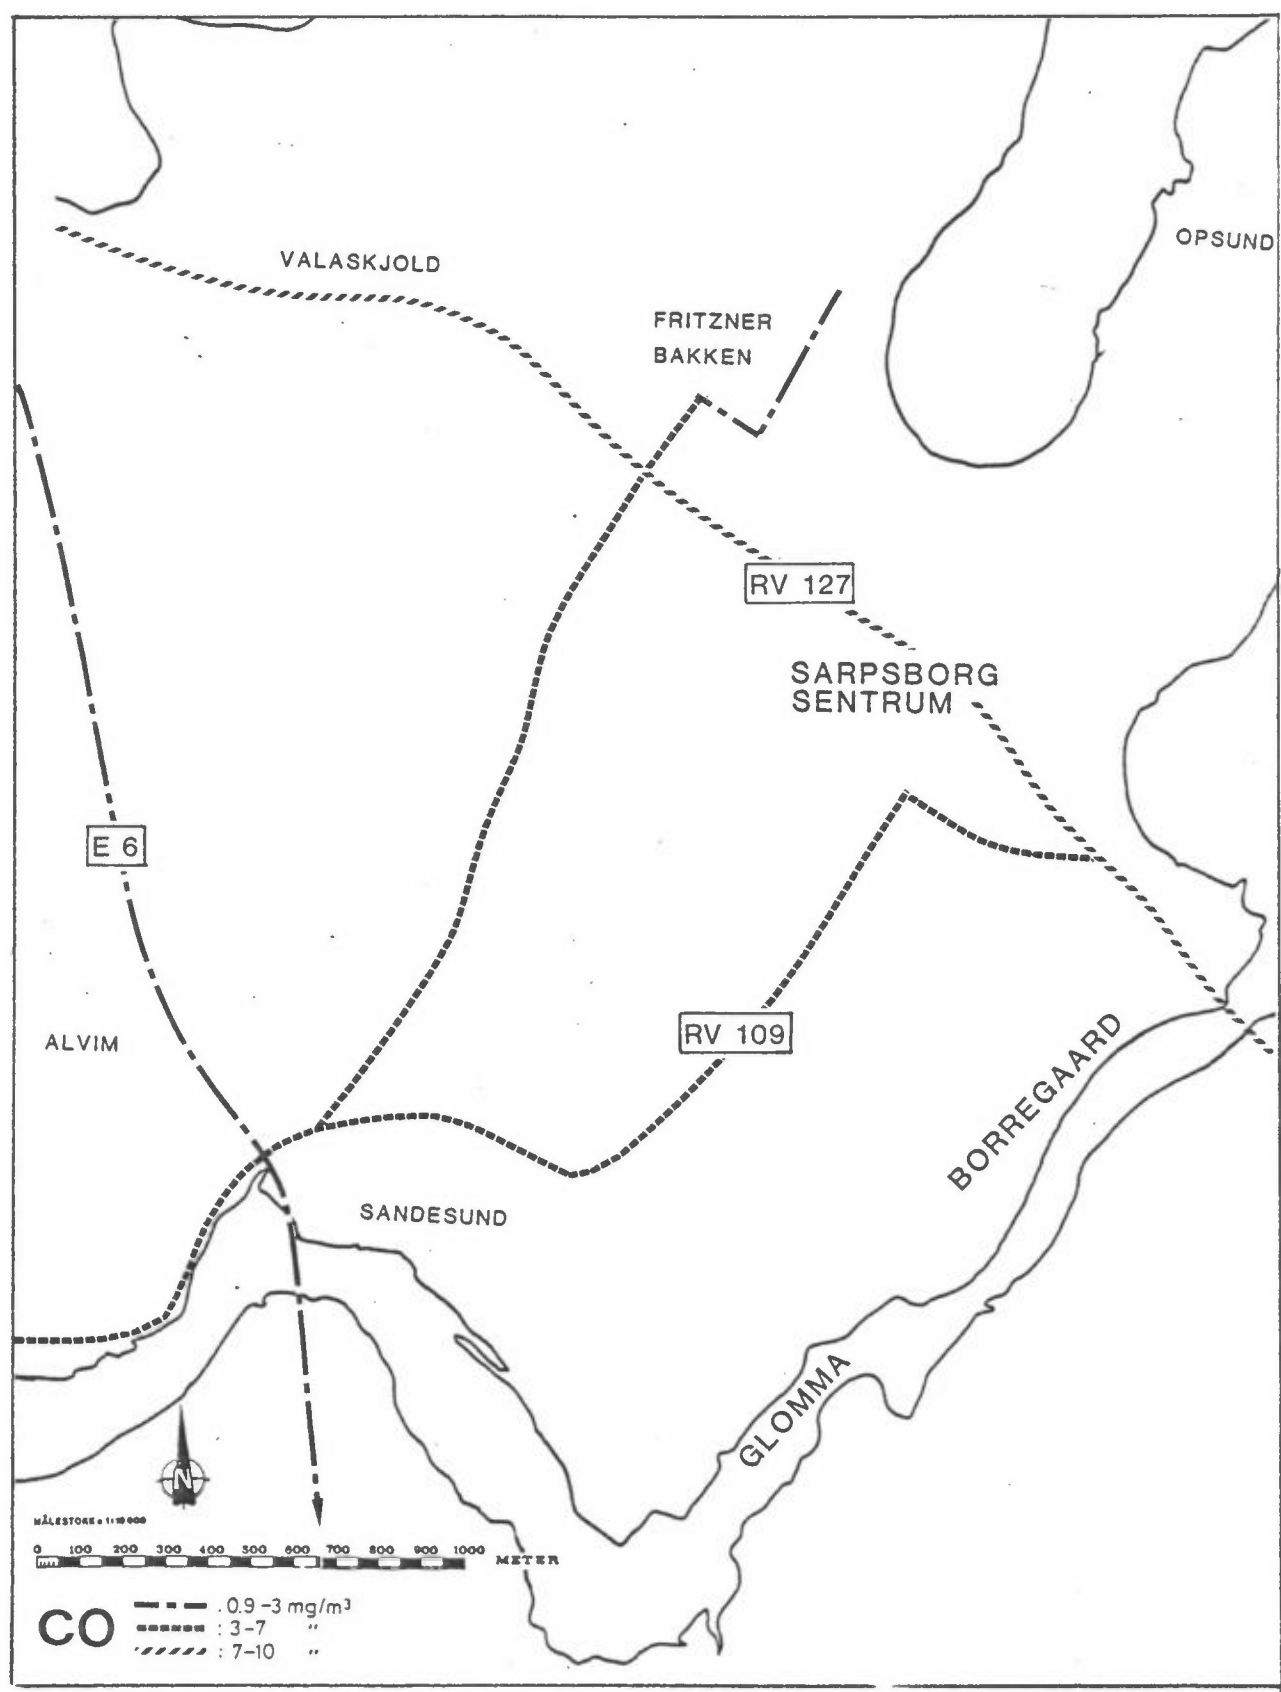 OPSUND
VALASKJOLD
FRITZNER
BAKKEN
RV 127
SARPSBORG
SENTRUM
E 6
RV 109
ALVIM
BORREGAARD
SANDESUND
GLOMMA
N
MÅLESTOKK
0 100 200 300 400 500 600 700 800 900 1000 METER
CO
: 0.9-3 mg/m³
: 3-7 "
: 7-10 "